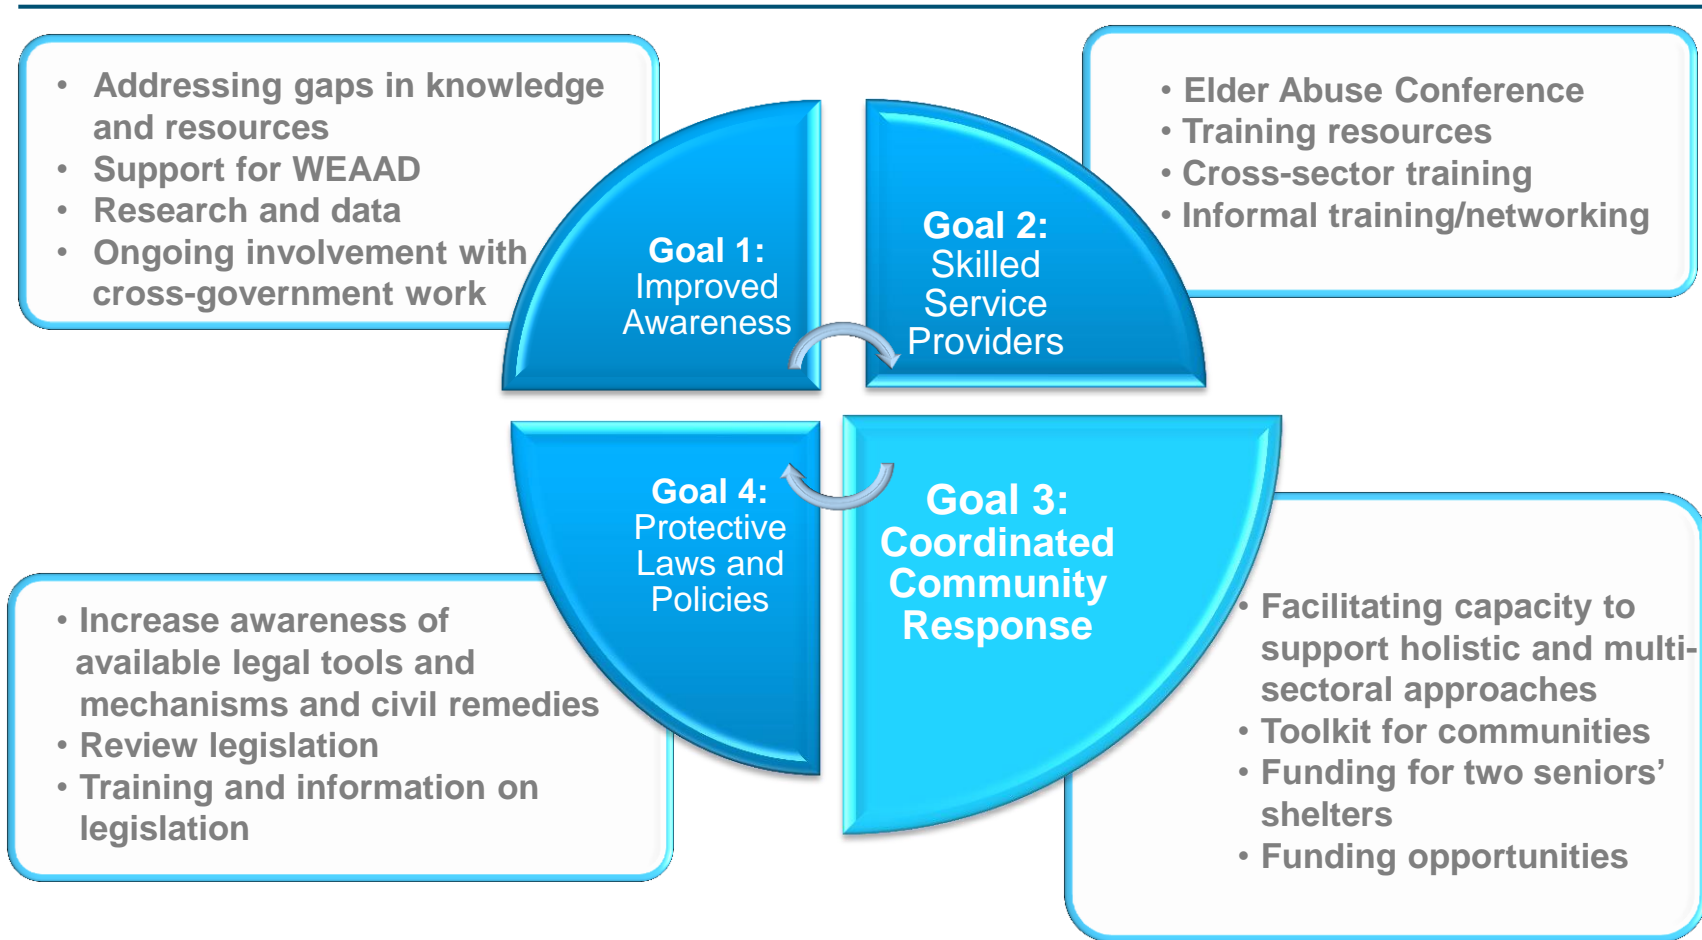 • Addressing gaps in knowledge
and resources
• Support for WEAAD
• Research and data
• Ongoing involvement with
cross-government work
• Elder Abuse Conference
• Training resources
• Cross-sector training
• Informal training/networking
Goal 1:
Improved
Awareness
Goal 2:
Skilled
Service
Providers
Goal 4:
Protective
Laws and
Policies
Goal 3:
Coordinated
Community
Response
• Increase awareness of
available legal tools and
mechanisms and civil remedies
• Review legislation
• Training and information on
legislation
• Facilitating capacity to
support holistic and multi-
sectoral approaches
• Toolkit for communities
• Funding for two seniors’
shelters
• Funding opportunities